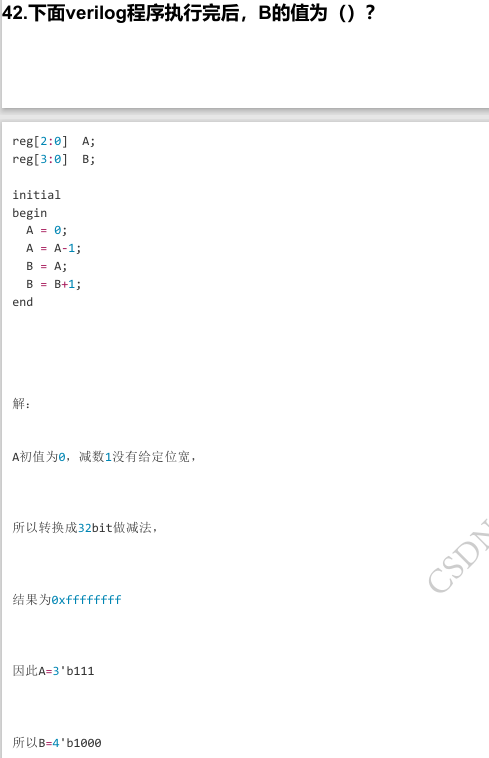 42.下面verilog程序执行完后，B的值为（）？
reg[2:0]  A;
reg[3:0]  B;
initial
begin
  A = 0;
  A = A-1;
  B = A;
  B = B+1;
end
解：
A初值为0，减数1没有给定位宽，
所以转换成32bit做减法，
结果为0xffffffff
因此A=3'b111
所以B=4'b1000
CSDN